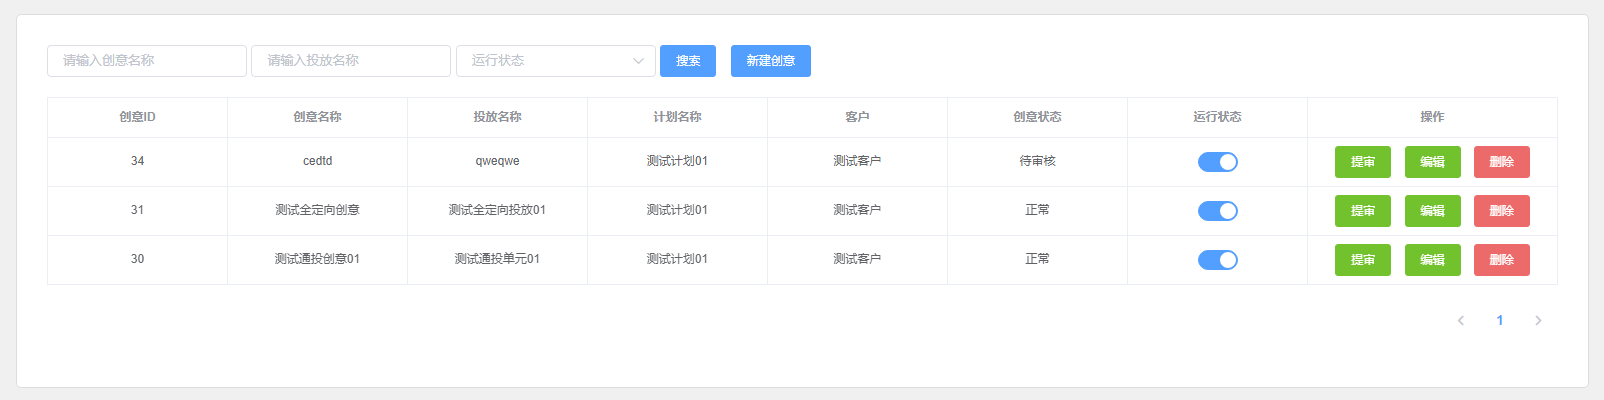 请输入创意名称 请输入投放名称 运行状态 搜索 新建创意
创意ID 创意名称 投放名称 计划名称 客户 创意状态 运行状态 操作
34 cedtd qweqwe 测试计划01 测试客户 待审核 提审 编辑 删除
31 测试全定向创意 测试全定向投放01 测试计划01 测试客户 正常 提审 编辑 删除
30 测试通投创意01 测试通投单元01 测试计划01 测试客户 正常 提审 编辑 删除
1